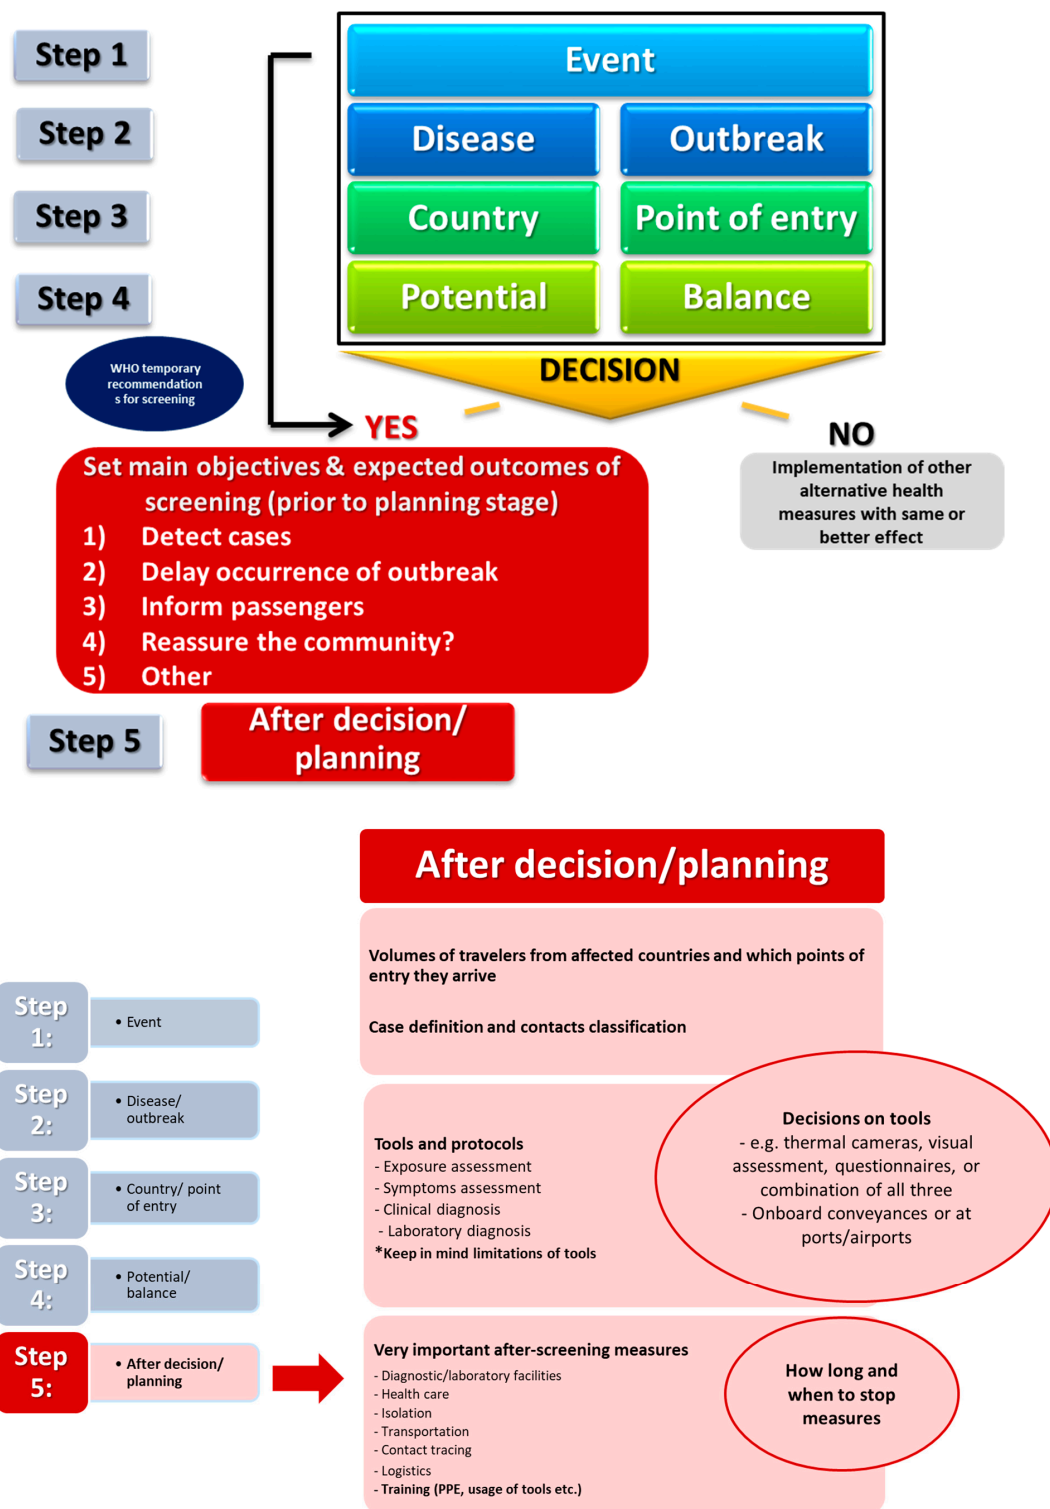 Step 1
Event
Step 2
Disease
Outbreak
Step 3
Country
Point of entry
Step 4
Potential
Balance
WHO temporary
recommendation
s for screening
DECISION
YES
NO
Set main objectives & expected outcomes of
screening (prior to planning stage)
1) Detect cases
2) Delay occurrence of outbreak
3) Inform passengers
4) Reassure the community?
5) Other
Implementation of other
alternative health
measures with same or
better effect
Step 5
After decision/
planning
After decision/planning
Volumes of travelers from affected countries and which points of
entry they arrive
Case definition and contacts classification
Step
1:
• Event
Step
2:
• Disease/
outbreak
Step
3:
• Country/ point
of entry
Step
4:
• Potential/
balance
Step
5:
• After decision/
planning
Tools and protocols
- Exposure assessment
- Symptoms assessment
- Clinical diagnosis
- Laboratory diagnosis
*Keep in mind limitations of tools
Decisions on tools
- e.g. thermal cameras, visual
assessment, questionnaires, or
combination of all three
- Onboard conveyances or at
ports/airports
Very important after-screening measures
- Diagnostic/laboratory facilities
- Health care
- Isolation
- Transportation
- Contact tracing
- Logistics
- Training (PPE, usage of tools etc.)
How long and
when to stop
measures